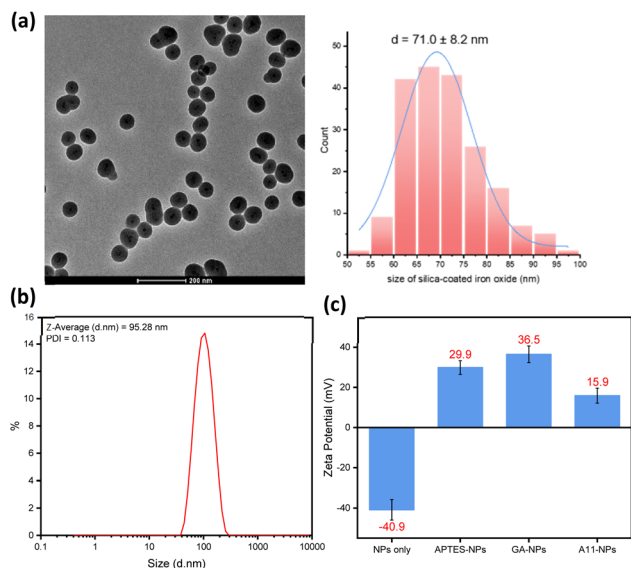 (a)
200 nm
d = 71.0 ± 8.2 nm
Count
50
40
30
20
10
0
50 55 60 65 70 75 80 85 90 95 100
size of silica-coated iron oxide (nm)
(b)
Z-Average (d.nm) = 95.28 nm
PDI = 0.113
%
16
14
12
10
8
6
4
2
0
0.1 1 10 100 1000 10000
Size (d.nm)
(c)
Zeta Potential (mV)
40
20
0
-20
-40
-40.9
29.9
36.5
15.9
NPs only APTES-NPs GA-NPs A11-NPs